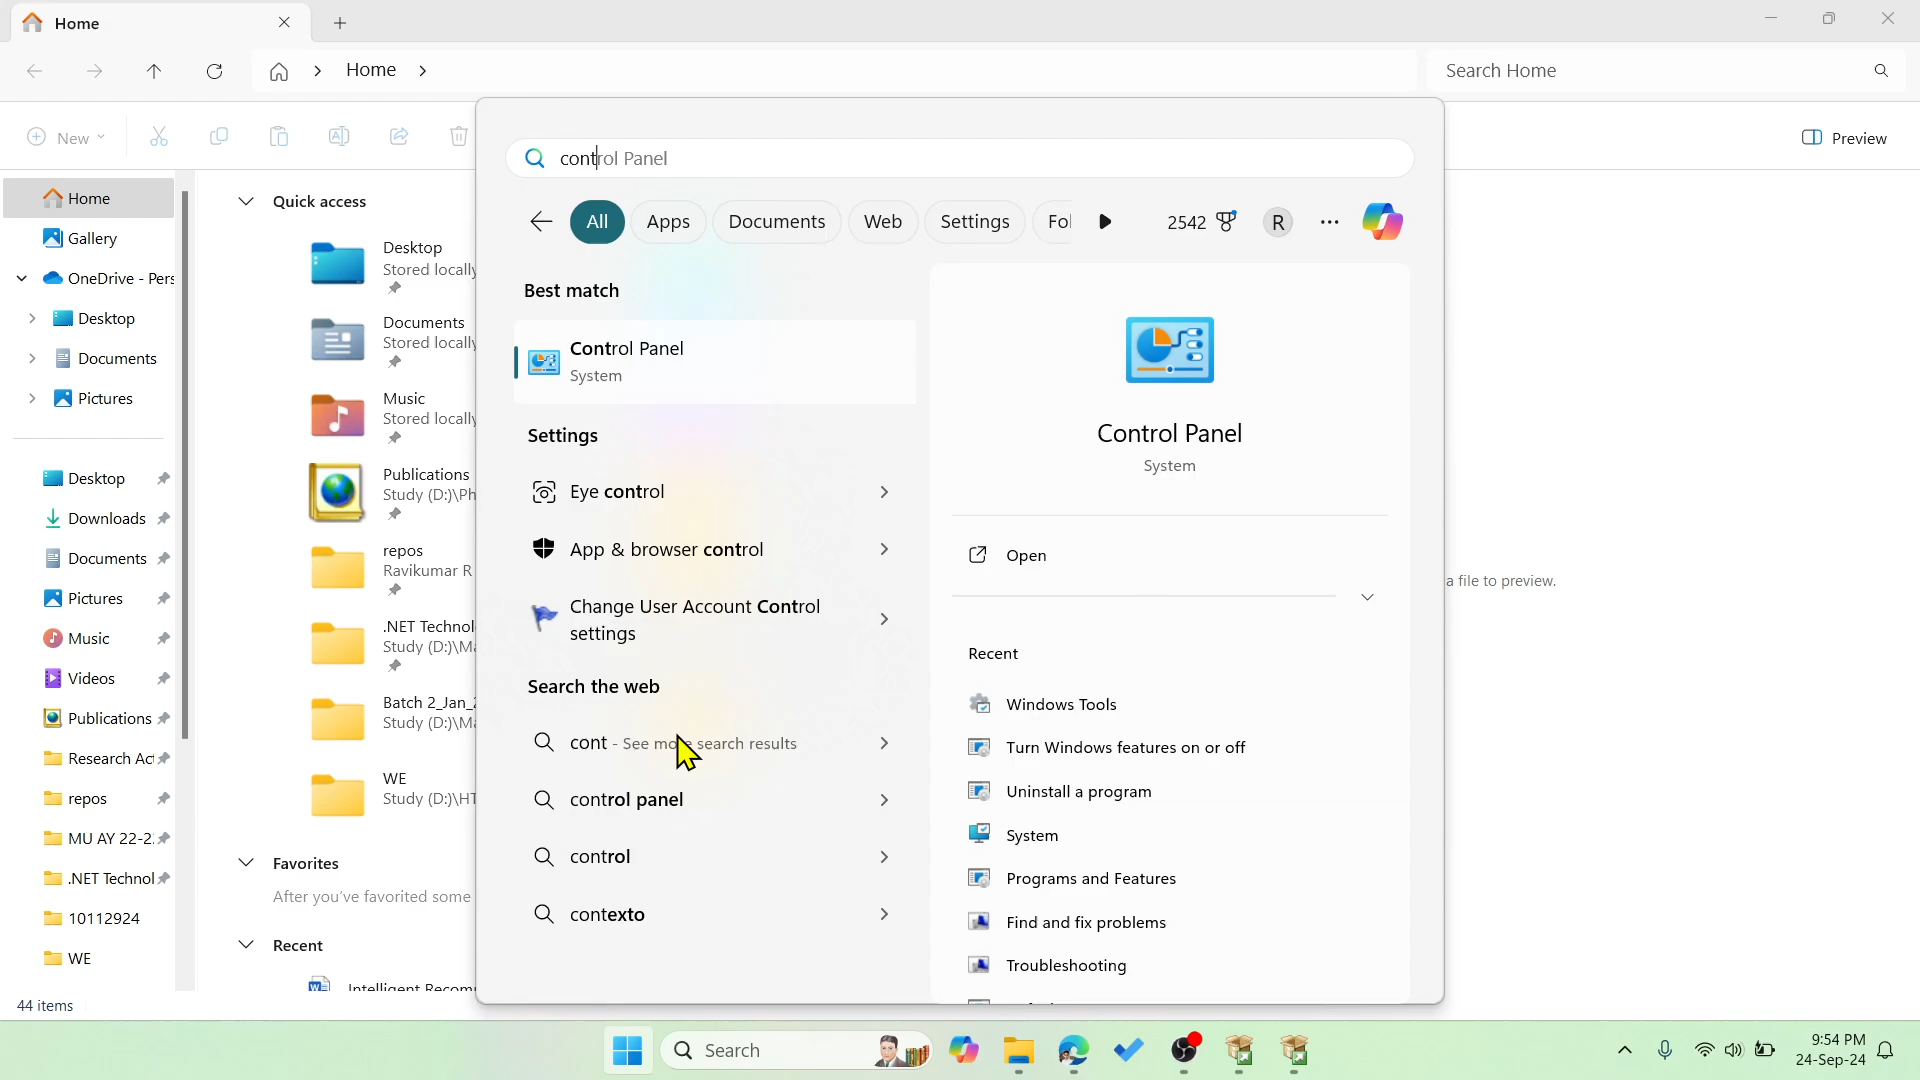 Home
Home
Search Home
New
Preview
Home
Gallery
OneDrive - Pers
Desktop
Documents
Pictures
Desktop
Downloads
Documents
Pictures
Music
Videos
Publications
Research Act
repos
MU AY 22-2
.NET Technol
10112924
WE
44 items
Quick access
Desktop
Stored locally
Documents
Stored locally
Music
Stored locally
Publications
Study (D:)\Ph
repos
Ravikumar R
.NET Technol
Study (D:)\Ma
Batch 2_Jan_2
Study (D:)\Ma
WE
Study (D:)\HT
Favorites
After you've favorited some
Recent
Intelligent Recom
control Panel
All
Apps
Documents
Web
Settings
Fol
2542
R
Best match
Control Panel
System
Settings
Eye control
App & browser control
Change User Account Control
settings
Search the web
cont - See more search results
control panel
control
contexto
Control Panel
System
Open
Recent
Windows Tools
Turn Windows features on or off
Uninstall a program
System
Programs and Features
Find and fix problems
Troubleshooting
a file to preview.
Search
9:54 PM
24-Sep-24